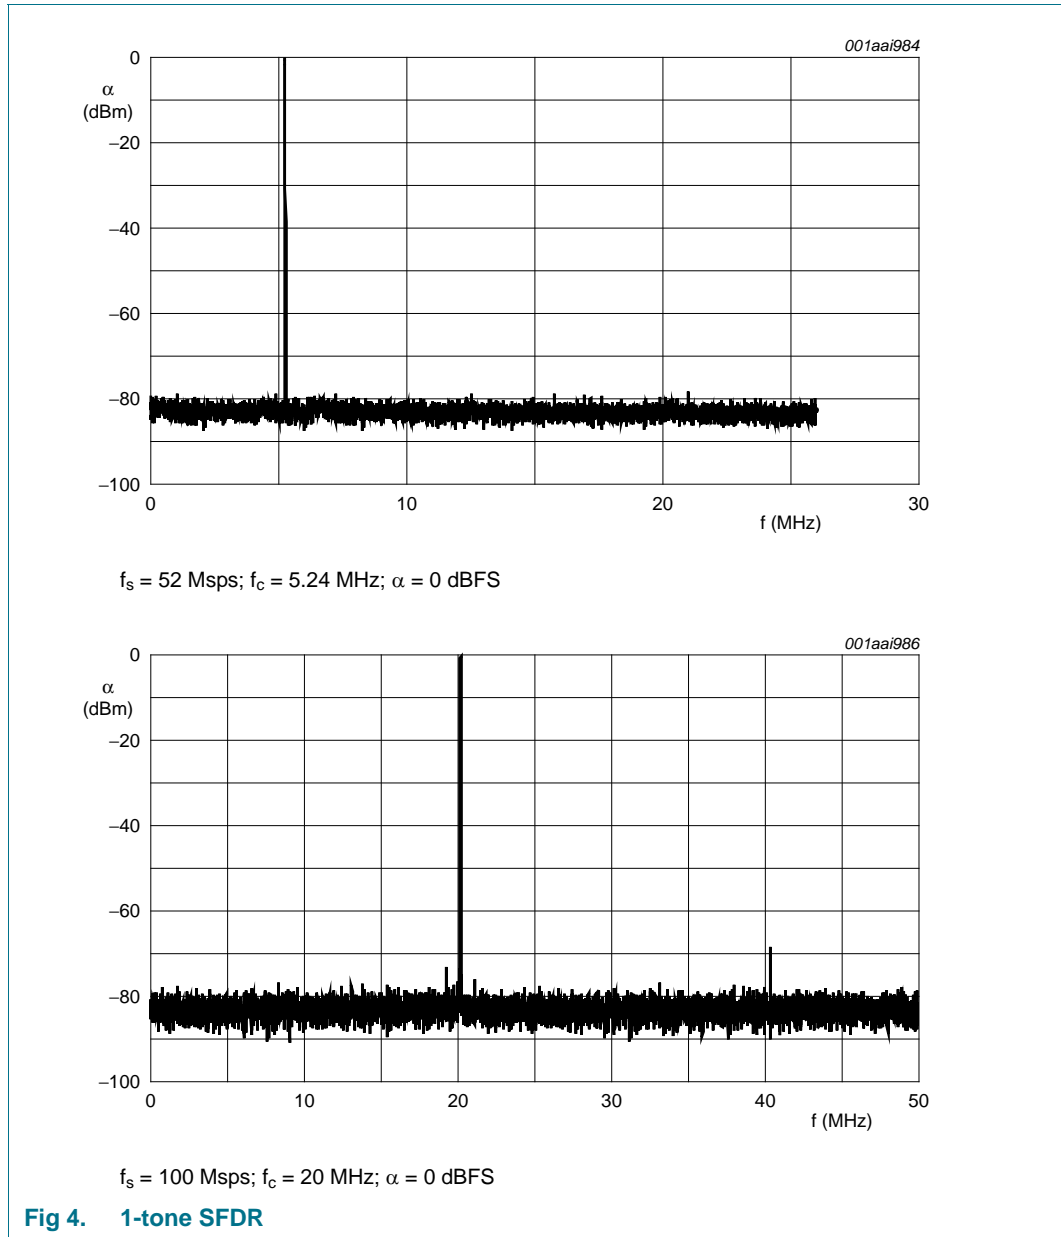 001aai984
0
α
(dBm)
−20
−40
−60
−80
−100
0 10 20 30
f (MHz)
fs = 52 Msps; fc = 5.24 MHz; α = 0 dBFS
001aai986
0
α
(dBm)
−20
−40
−60
−80
−100
0 10 20 30 40 50
f (MHz)
fs = 100 Msps; fc = 20 MHz; α = 0 dBFS
Fig 4. 1-tone SFDR